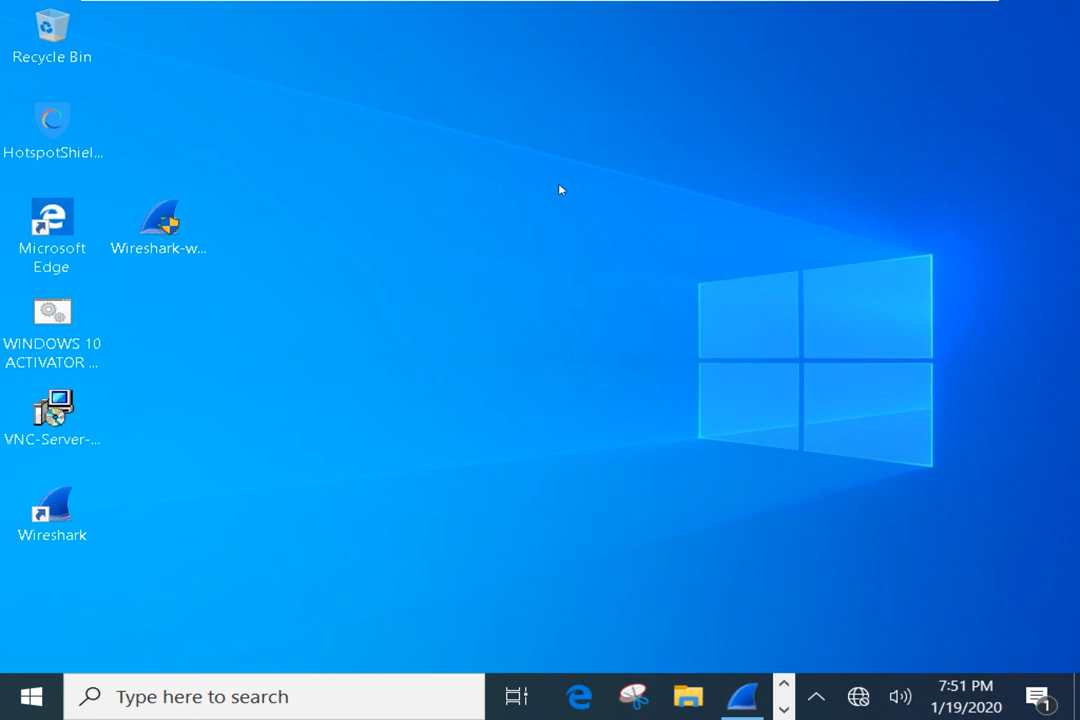 Recycle Bin
HotspotShiel...
Microsoft
Edge
Wireshark-w...
WINDOWS 10
ACTIVATOR ...
VNC-Server-...
Wireshark
Type here to search
7:51 PM
1/19/2020
1